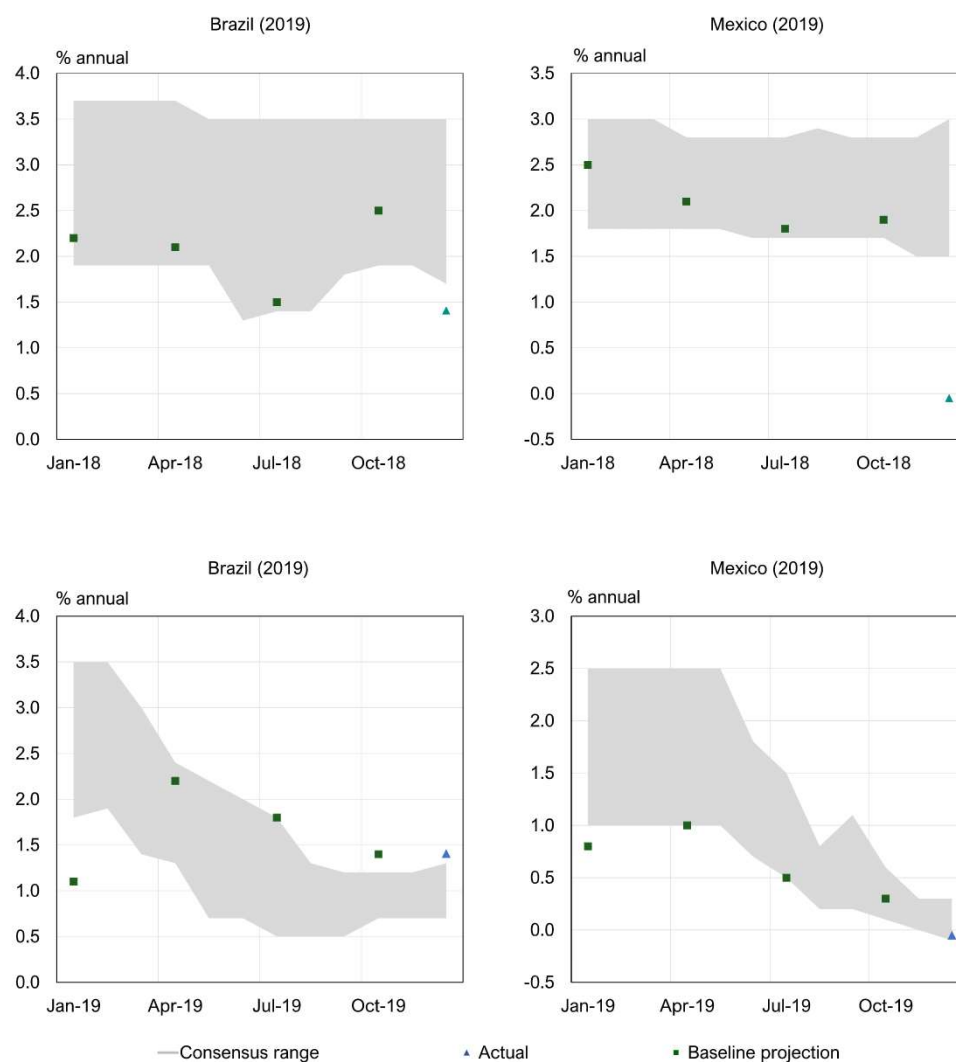 Brazil (2019)
% annual
4.0
3.5
3.0
2.5
2.0
1.5
1.0
0.5
0.0
Jan-18 Apr-18 Jul-18 Oct-18
Mexico (2019)
% annual
3.5
3.0
2.5
2.0
1.5
1.0
0.5
0.0
-0.5
Jan-18 Apr-18 Jul-18 Oct-18
Brazil (2019)
% annual
4.0
3.5
3.0
2.5
2.0
1.5
1.0
0.5
0.0
Jan-19 Apr-19 Jul-19 Oct-19
Mexico (2019)
% annual
3.0
2.5
2.0
1.5
1.0
0.5
0.0
-0.5
Jan-19 Apr-19 Jul-19 Oct-19
Consensus range Actual Baseline projection